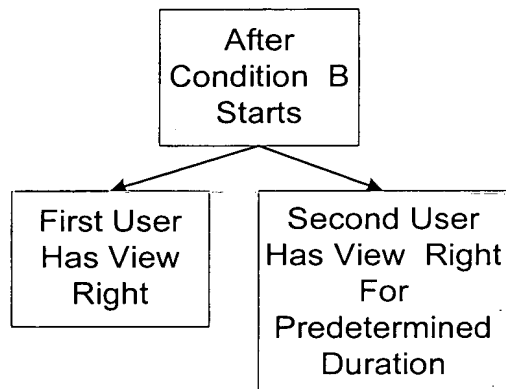 After
Condition B
Starts
First User
Has View
Right
Second User
Has View Right
For
Predetermined
Duration